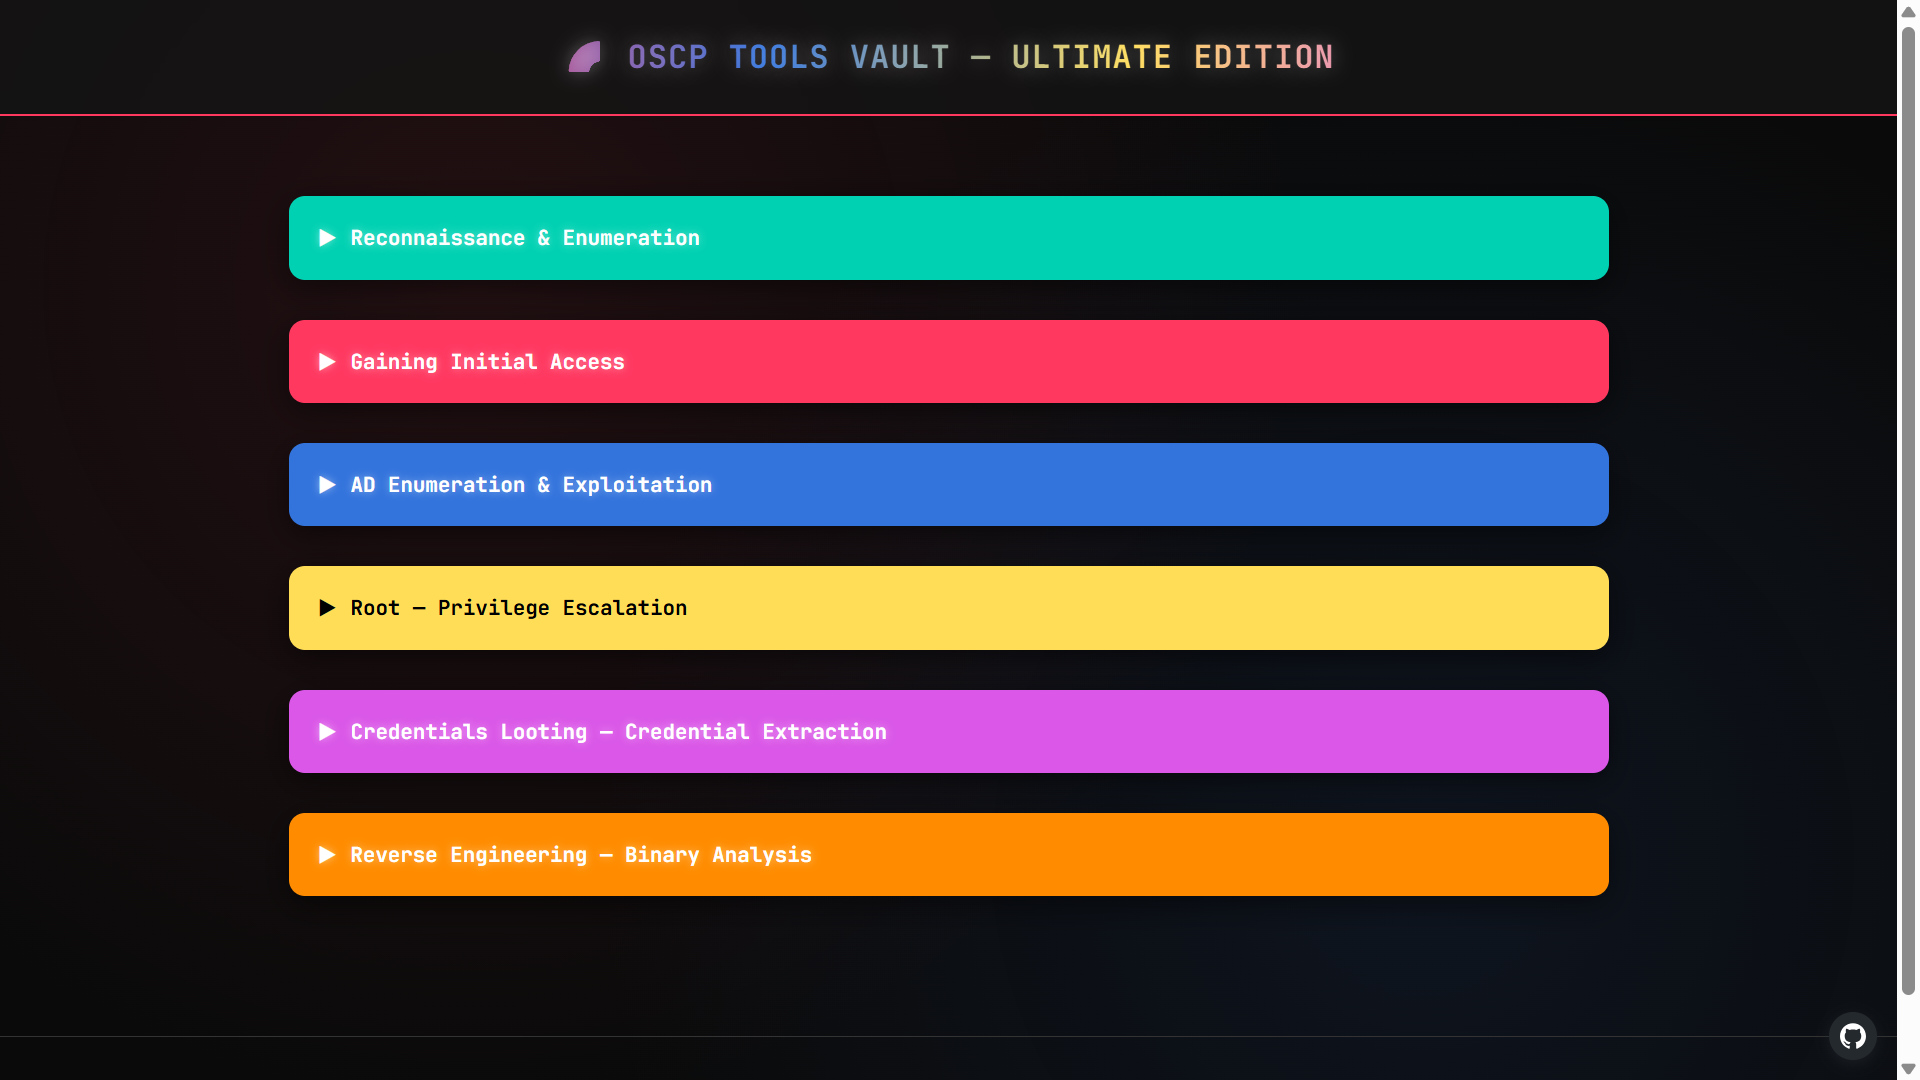 OSCP TOOLS VAULT — ULTIMATE EDITION
▶ Reconnaissance & Enumeration
▶ Gaining Initial Access
▶ AD Enumeration & Exploitation
▶ Root — Privilege Escalation
▶ Credentials Looting — Credential Extraction
▶ Reverse Engineering — Binary Analysis